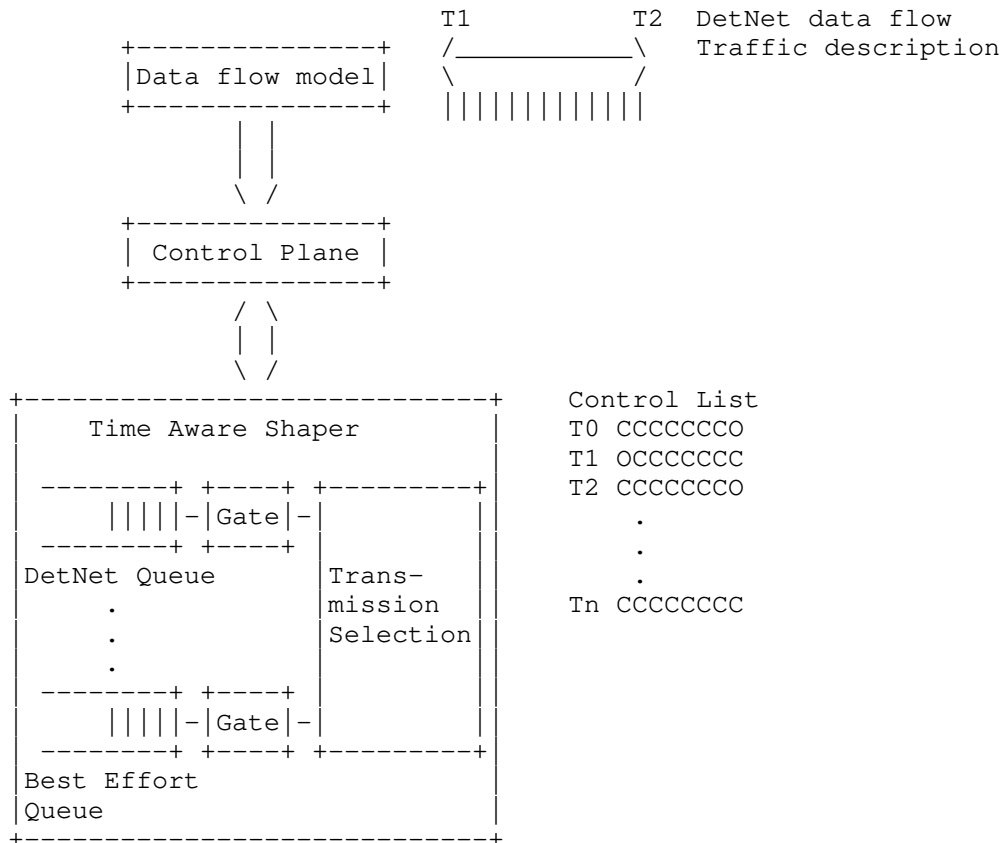 T1 T2 DetNet data flow
Traffic description
Data flow model
Control Plane
Time Aware Shaper
Gate
DetNet Queue
Trans-
mission
Selection
.
.
.
Gate
Best Effort
Queue
Control List
T0 CCCCCCCO
T1 OCCCCCCC
T2 CCCCCCCO
.
.
.
Tn CCCCCCCC